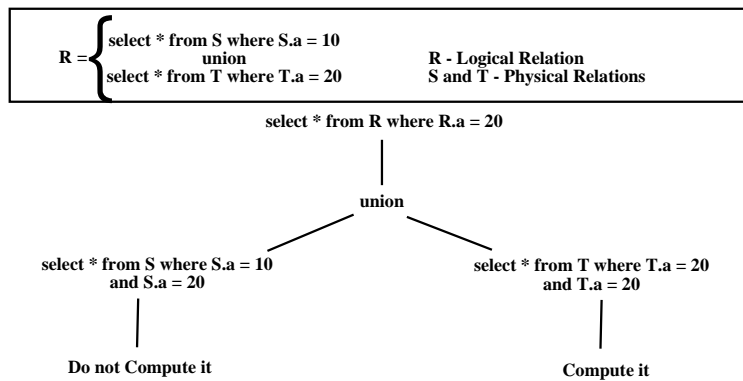 select * from S where S.a = 10
R =
union
select * from T where T.a = 20
R - Logical Relation
S and T - Physical Relations
select * from R where R.a = 20
union
select * from S where S.a = 10
and S.a = 20
select * from T where T.a = 20
and T.a = 20
Do not Compute it
Compute it